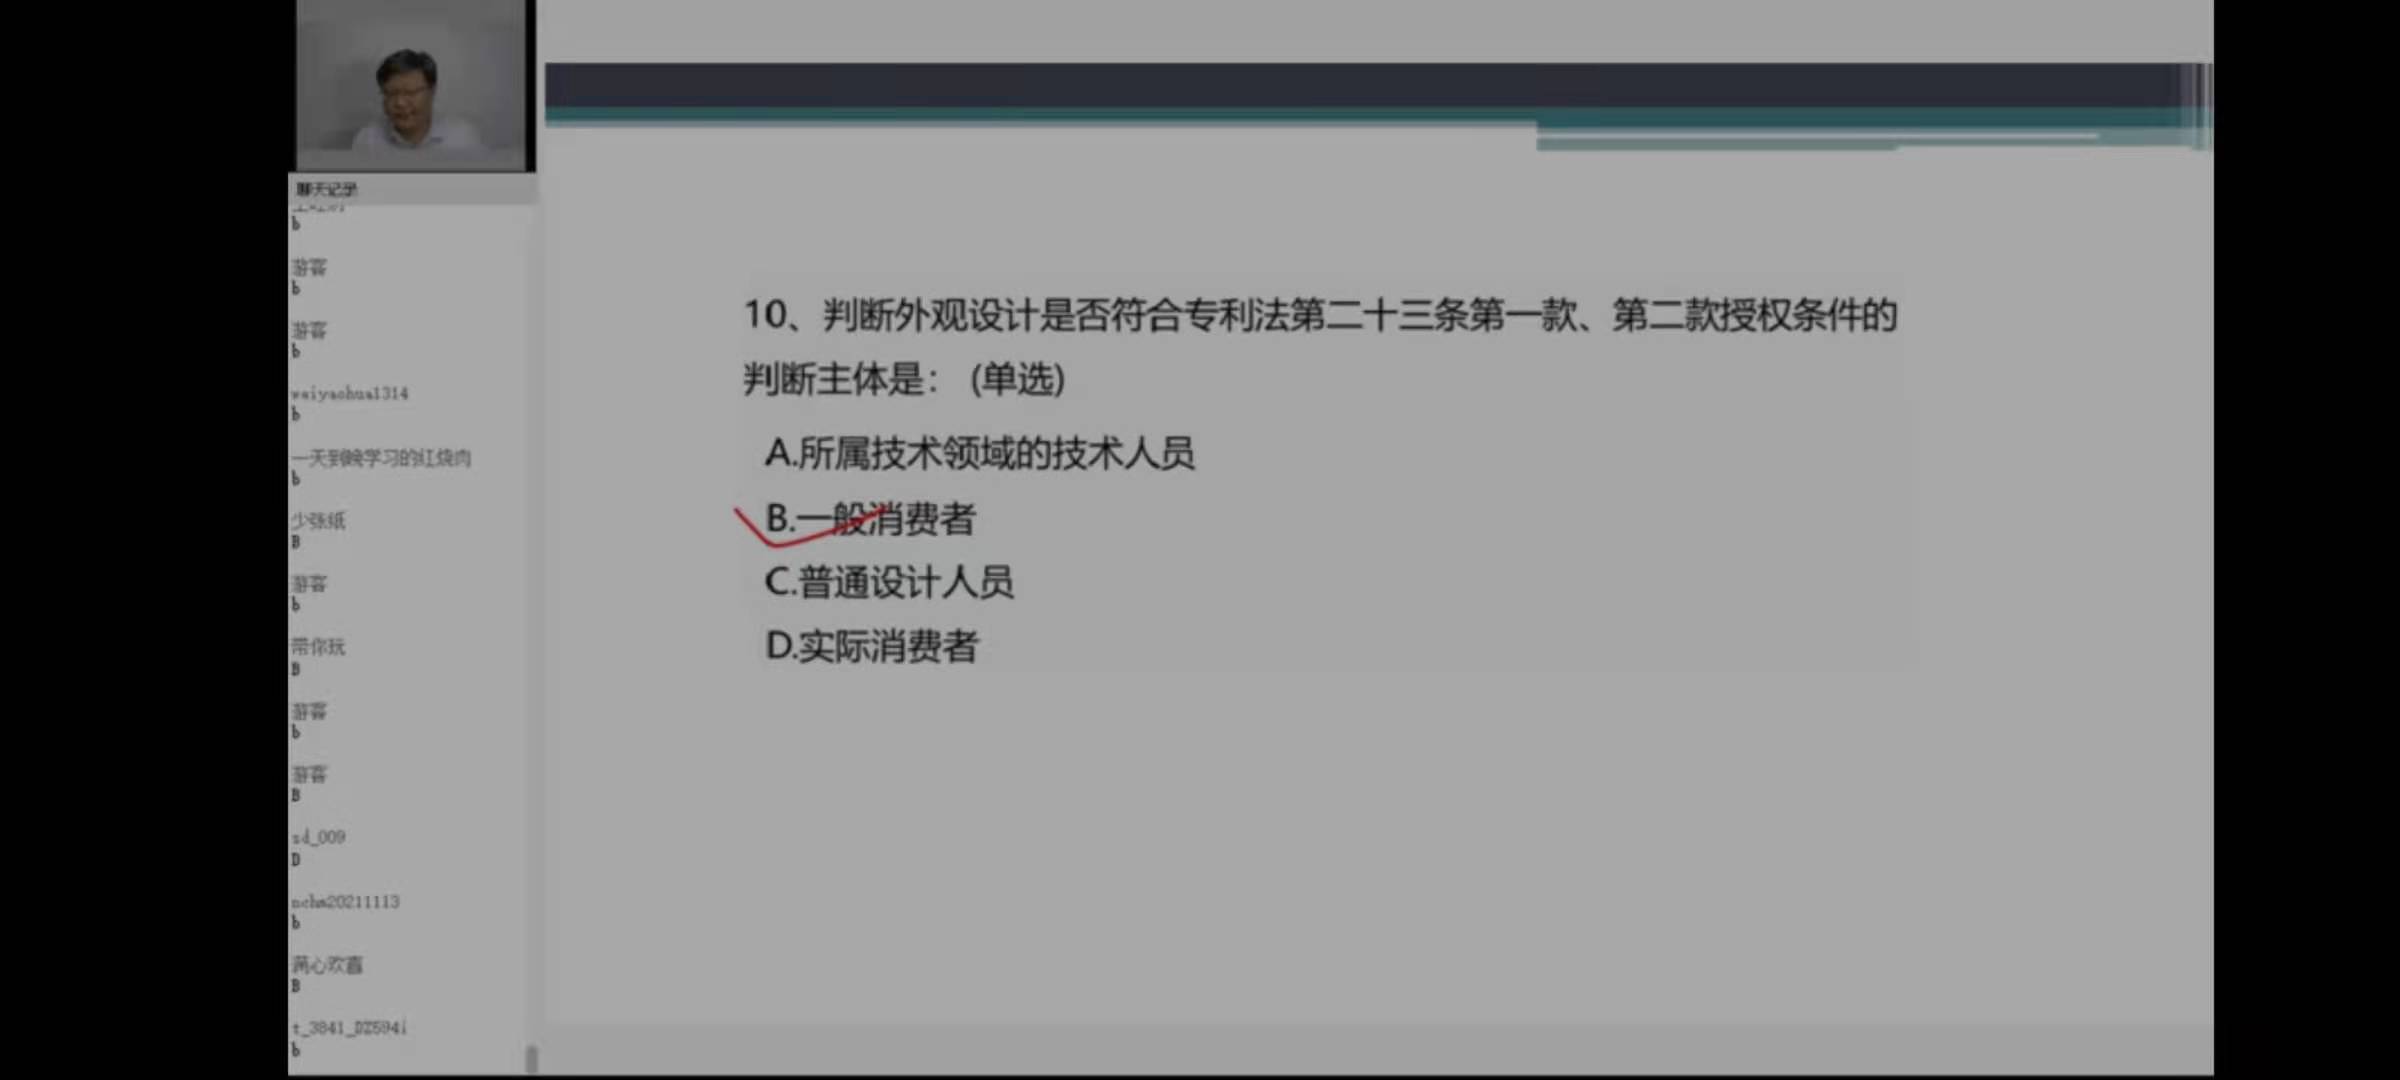 聊天记录
b
游客
b
游客
b
weiyaohua1314
b
一天到晚学习的红烧肉
b
少张纸
B
游客
b
带你玩
B
游客
b
游客
B
zd_009
D
nchm20211113
b
满心欢喜
B
t_3841_DZ594i
b
10、判断外观设计是否符合专利法第二十三条第一款、第二款授权条件的
判断主体是： (单选)
A.所属技术领域的技术人员
B.一般消费者
C.普通设计人员
D.实际消费者